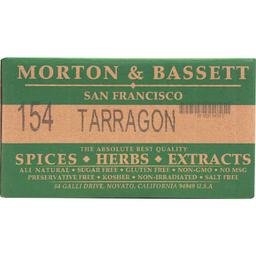 MORTON & BASSETT
SAN FRANCISCO
154 TARRAGON
THE ABSOLUTE BEST QUALITY
SPICES • HERBS • EXTRACTS
ALL NATURAL • SUGAR FREE • GLUTEN FREE • NON-GMO • NO MSG
PRESERVATIVE FREE • KOSHER • NON-IRRADIATED • SALT FREE
84 GALLI DRIVE, NOVATO, CALIFORNIA 94949 U.S.A